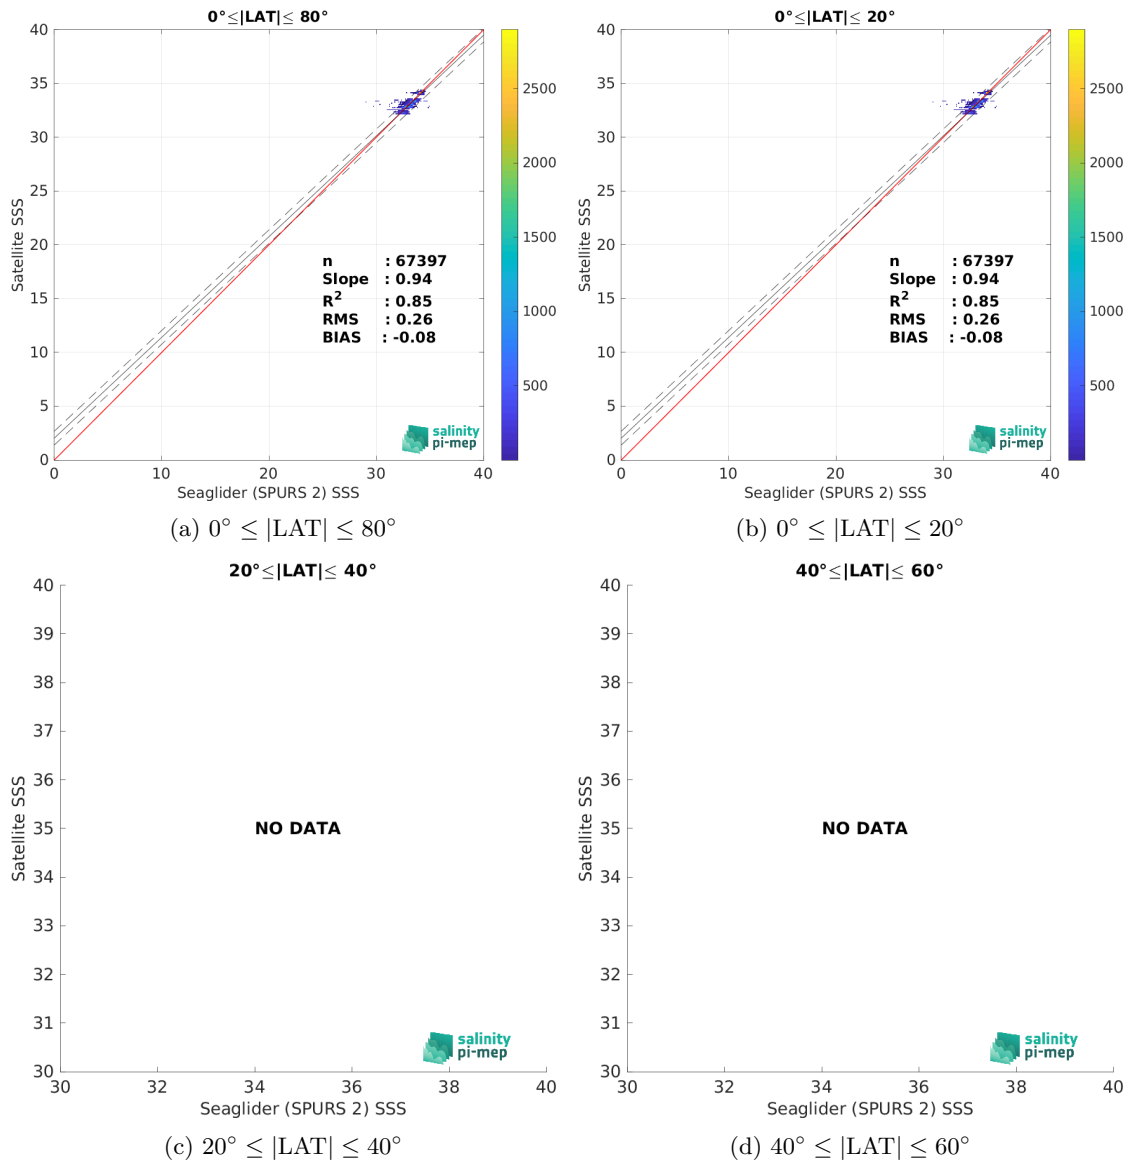 0°≤|LAT|≤ 80°
40
35
30
25
20
15
10
5
0
Satellite SSS
0
10
20
30
40
Seaglider (SPURS 2) SSS
n : 67397
Slope : 0.94
R² : 0.85
RMS : 0.26
BIAS : -0.08
salinity
pi-mep
2500
2000
1500
1000
500
(a) 0° ≤ |LAT| ≤ 80°
0°≤|LAT|≤ 20°
40
35
30
25
20
15
10
5
0
Satellite SSS
0
10
20
30
40
Seaglider (SPURS 2) SSS
n : 67397
Slope : 0.94
R² : 0.85
RMS : 0.26
BIAS : -0.08
salinity
pi-mep
2500
2000
1500
1000
500
(b) 0° ≤ |LAT| ≤ 20°
20°≤|LAT|≤ 40°
40
39
38
37
36
35
34
33
32
31
30
Satellite SSS
NO DATA
salinity
pi-mep
30
32
34
36
38
40
Seaglider (SPURS 2) SSS
(c) 20° ≤ |LAT| ≤ 40°
40°≤|LAT|≤ 60°
40
39
38
37
36
35
34
33
32
31
30
Satellite SSS
NO DATA
salinity
pi-mep
30
32
34
36
38
40
Seaglider (SPURS 2) SSS
(d) 40° ≤ |LAT| ≤ 60°